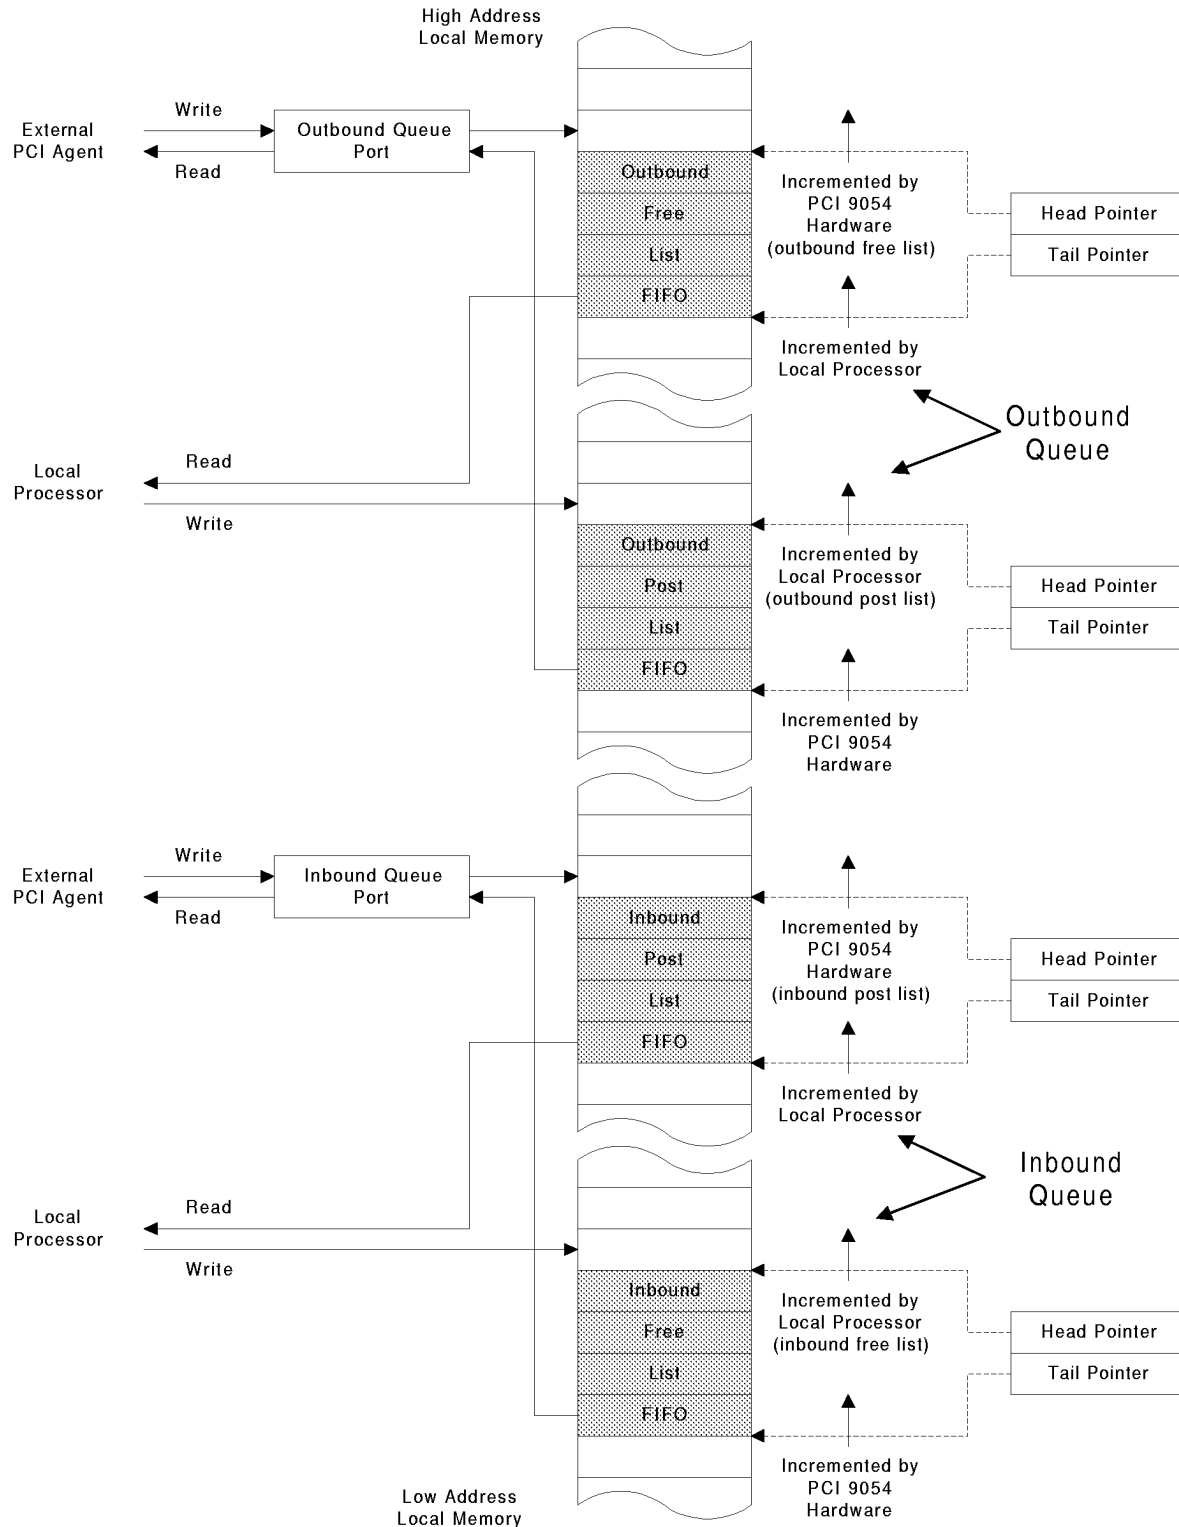 High Address
Local Memory
Write
External
PCI Agent
Read
Outbound Queue
Port
Outbound
Free
List
FIFO
Incremented by
PCI 9054
Hardware
(outbound free list)
Head Pointer
Tail Pointer
Incremented by
Local Processor
Outbound
Queue
Read
Local
Processor
Write
Outbound
Post
List
FIFO
Incremented by
Local Processor
(outbound post list)
Head Pointer
Tail Pointer
Incremented by
PCI 9054
Hardware
Write
External
PCI Agent
Read
Inbound Queue
Port
Inbound
Post
List
FIFO
Incremented by
PCI 9054
Hardware
(inbound post list)
Head Pointer
Tail Pointer
Incremented by
Local Processor
Inbound
Queue
Read
Local
Processor
Write
Inbound
Free
List
FIFO
Incremented by
Local Processor
(inbound free list)
Head Pointer
Tail Pointer
Incremented by
PCI 9054
Hardware
Low Address
Local Memory